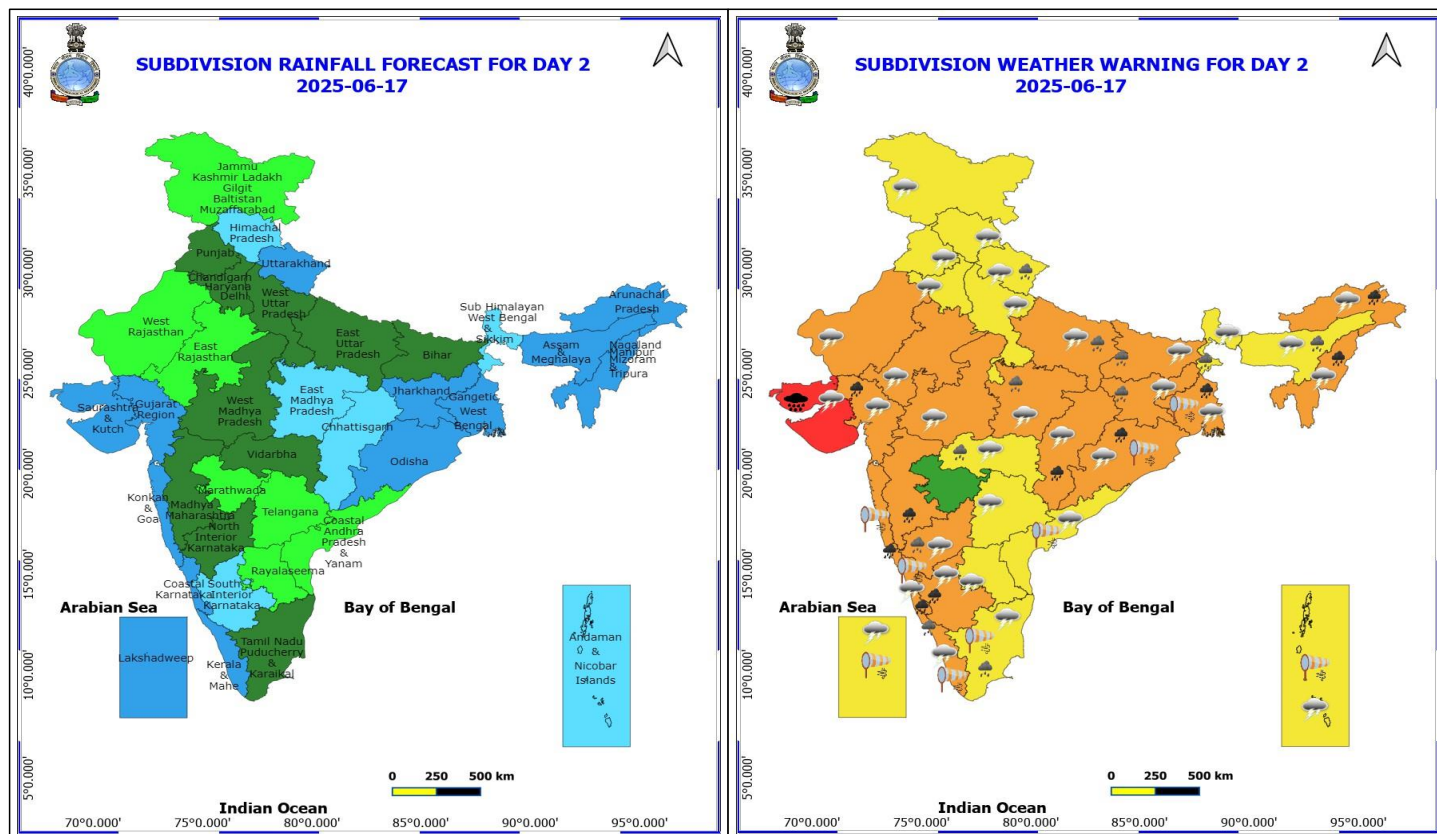 SUBDIVISION RAINFALL FORECAST FOR DAY 2
2025-06-17
40°0.000'
35°0.000'
30°0.000'
25°0.000'
20°0.000'
15°0.000'
10°0.000'
5°0.000'
Jammu
Kashmir Ladakh
Gilgit
Baltistan
Muzaffarabad
Himachal
Pradesh
Punjab
Uttarakhand
Chandigarh
Haryana
Delhi
West
Uttar
Pradesh
West
Rajasthan
East
Rajasthan
East
Uttar
Pradesh
Bihar
Sub Himalayan
West Bengal
&
Sikkim
Arunachal
Pradesh
Assam
&
Meghalaya
Nagaland
Manipur
Mizoram
&
Tripura
Saurashtra
&
Kutch
Gujarat
Region
West
Madhya
Pradesh
East
Madhya
Pradesh
Jharkhand
Gangetic
West
Bengal
Chhattisgarh
Odisha
Vidarbha
Konkan
&
Goa
Madhya
Maharashtra
Marathwada
Telangana
North
Interior
Karnataka
Coastal
Andhra
Pradesh
&
Yanam
Rayalaseema
Coastal
Karnataka
South
Interior
Karnataka
Arabian Sea
Bay of Bengal
Lakshadweep
Kerala
&
Mahe
Tamil Nadu
Puducherry
&
Karaikal
Andaman
&
Nicobar
Islands
0 250 500 km
Indian Ocean
70°0.000' 75°0.000' 80°0.000' 85°0.000' 90°0.000' 95°0.000'
SUBDIVISION WEATHER WARNING FOR DAY 2
2025-06-17
40°0.000'
35°0.000'
30°0.000'
25°0.000'
20°0.000'
15°0.000'
10°0.000'
5°0.000'
Arabian Sea
Bay of Bengal
0 250 500 km
Indian Ocean
70°0.000' 75°0.000' 80°0.000' 85°0.000' 90°0.000' 95°0.000'